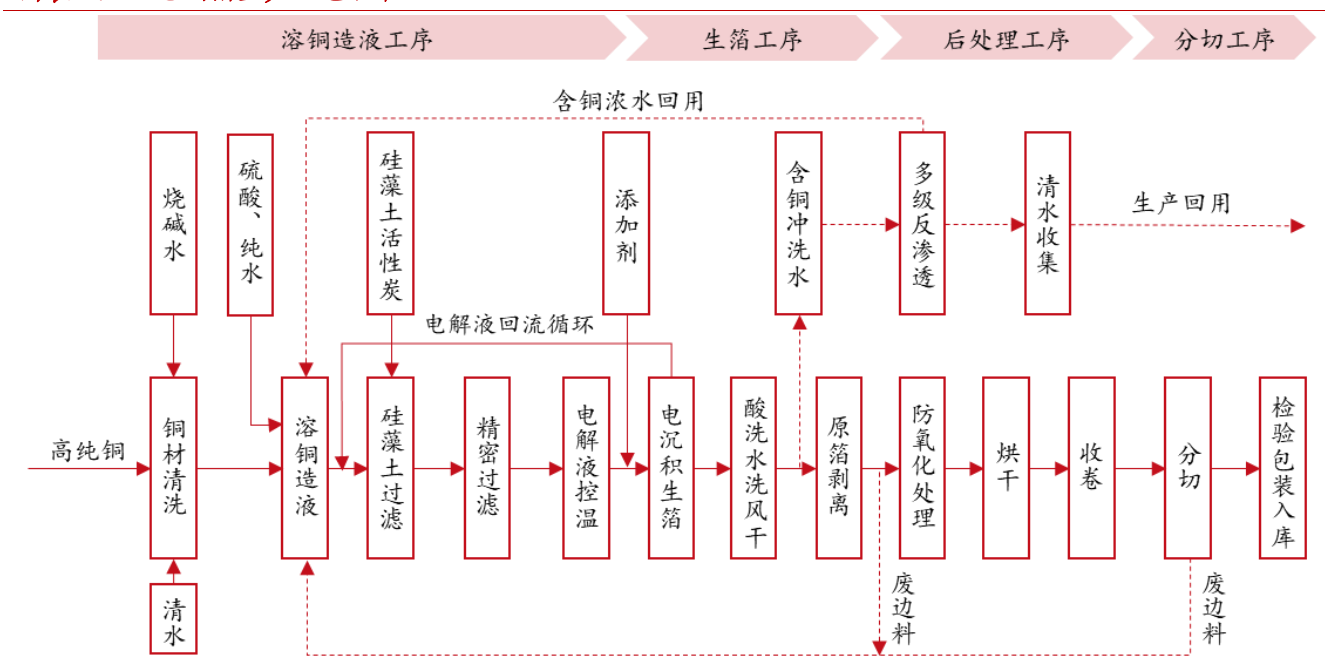 溶铜造液工序
生箔工序
后处理工序
分切工序
含铜浓水回用
烧碱水
硫酸、纯水
硅藻土活性炭
添加剂
含铜冲洗水
多级反渗透
清水收集
生产回用
电解液回流循环
高纯铜
铜材清洗
溶铜造液
硅藻土过滤
精密过滤
电解液控温
电沉积生箔
酸洗水洗风干
原箔剥离
防氧化处理
烘干
收卷
分切
检验包装入库
清水
废边料
废边料